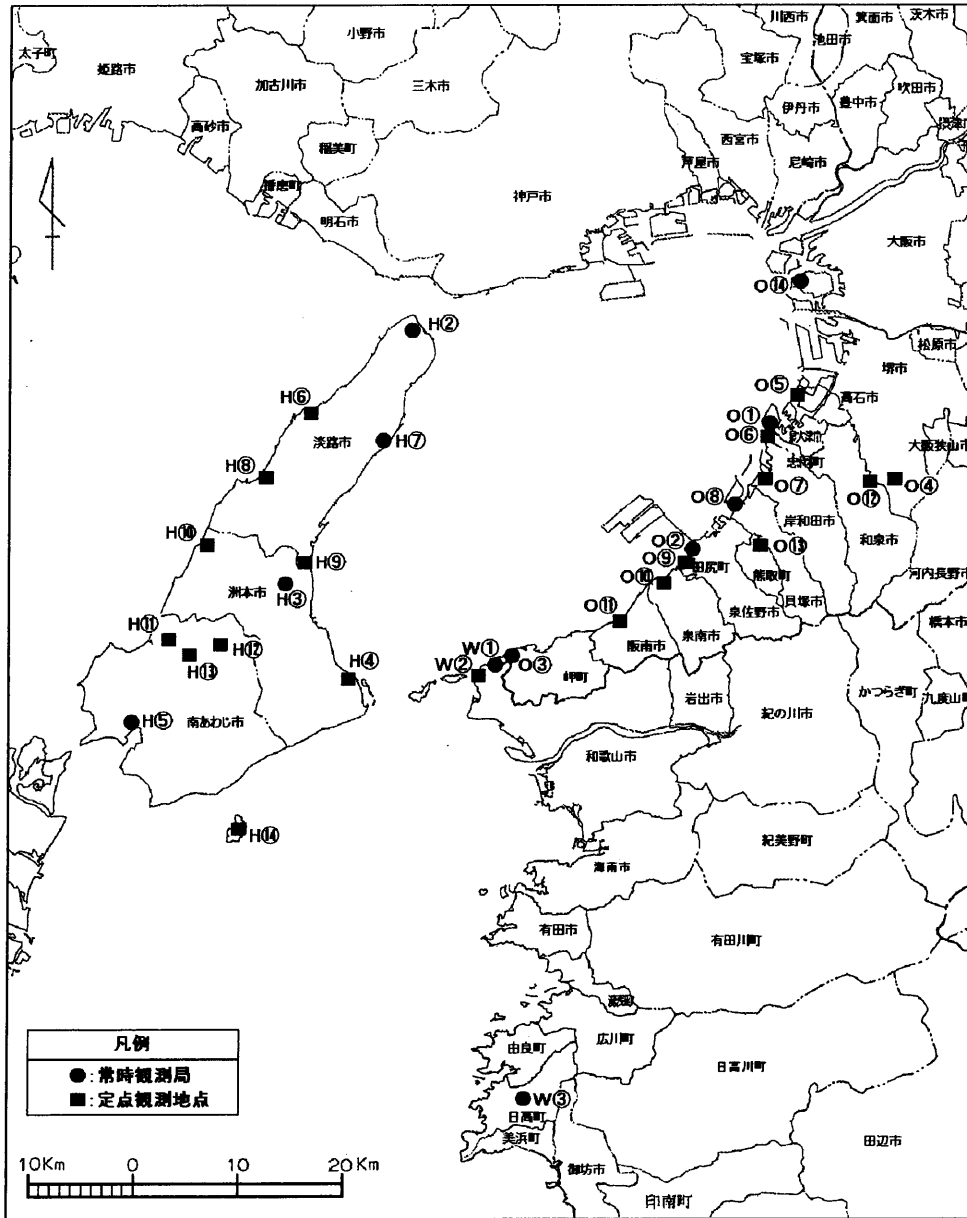 川西市
箕面市
茨木市
小野市
太子町
姫路市
加古川市
三木市
宝塚市
池田市
伊丹市
豊中市
吹田市
高砂市
稲美町
西宮市
尼崎市
芦屋市
播磨町
明石市
神戸市
大阪市
O⑭
H②
松原市
堺市
O⑤
高石市
H⑥
淡路市
H⑦
O①
O⑥
忠岡町
大阪狭山市
H⑧
O⑦
O⑫
O④
O⑧
岸和田市
和泉市
H⑩
H⑨
O②
O⑨
田尻町
O⑬
熊取町
河内長野市
洲本市
H③
O⑩
泉佐野市
貝塚市
橋本市
O⑪
阪南市
泉南市
H⑪
H⑫
H⑬
W①
W②
O③
岬町
H④
岩出市
紀の川市
かつらぎ町
九度山町
H⑤
南あわじ市
和歌山市
H⑭
紀美野町
海南市
有田市
有田川町
湯浅町
広川町
由良町
日高川町
凡例
●:常時観測局
■:定点観測地点
W③
日高町
美浜町
田辺市
御坊市
印南町
10Km 0 10 20Km